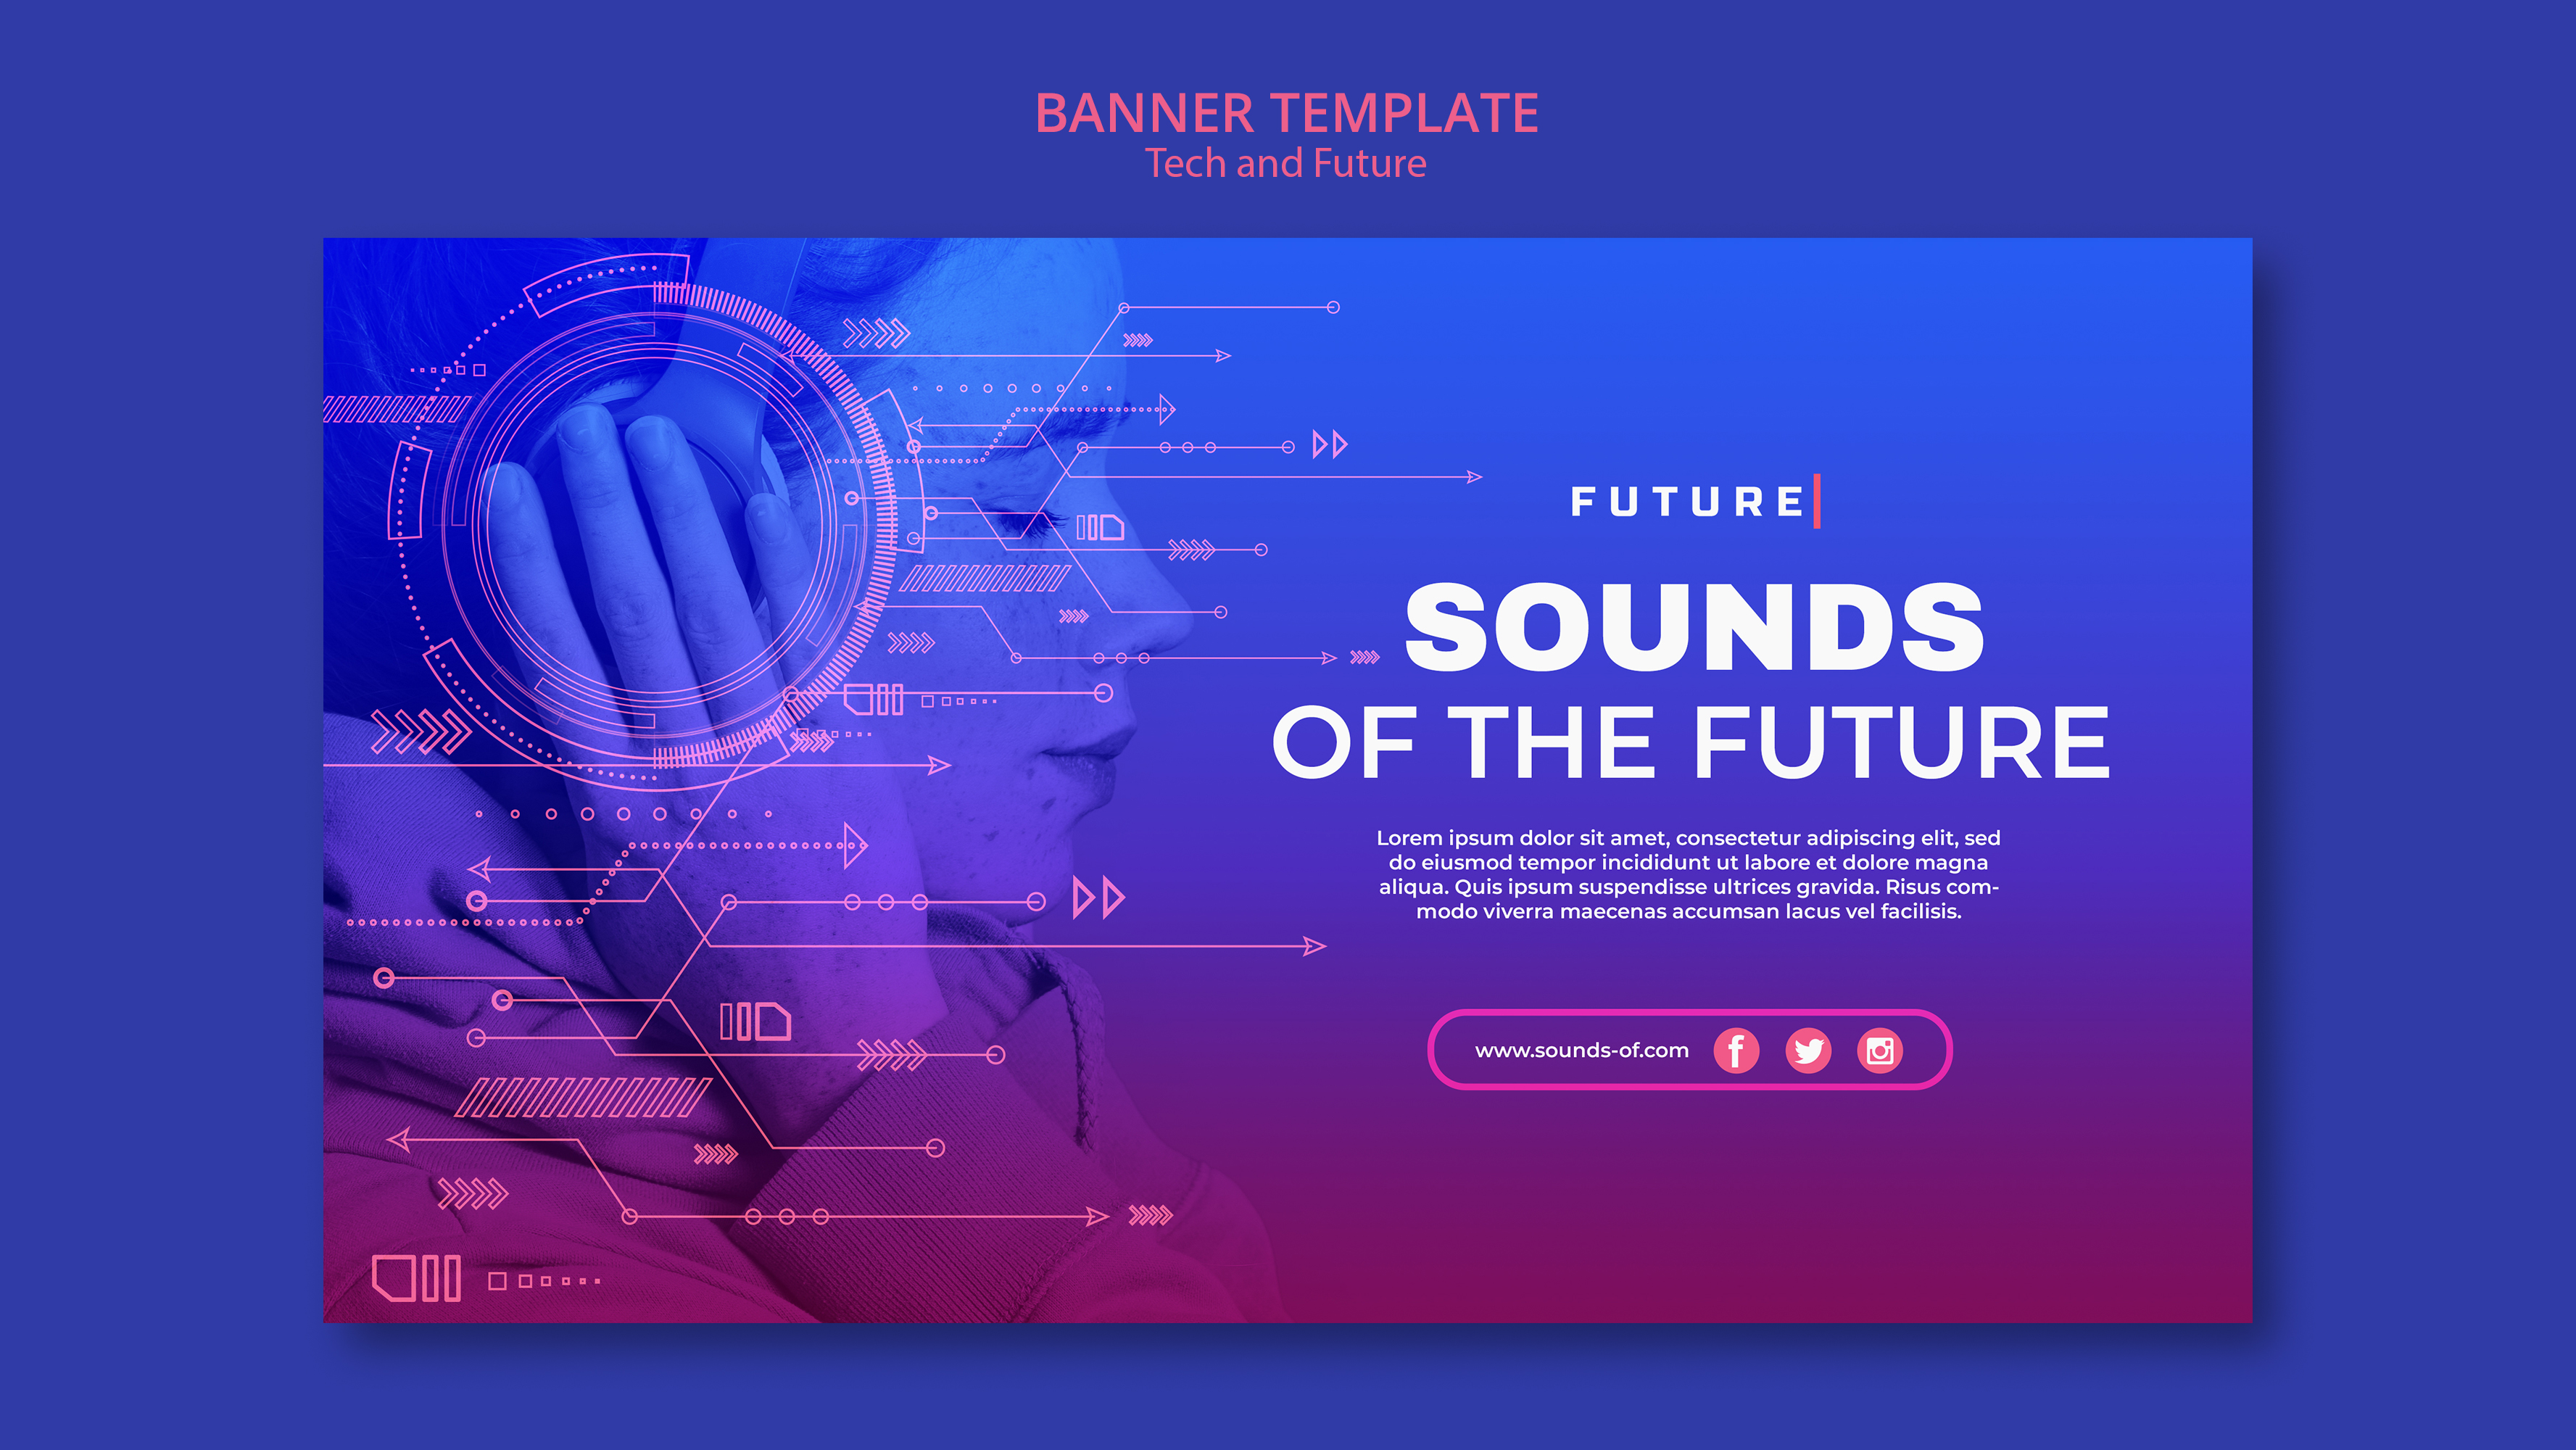 BANNER TEMPLATE
Tech and Future
FUTURE
SOUNDS
OF THE FUTURE
Lorem ipsum dolor sit amet, consectetur adipiscing elit, sed
do eiusmod tempor incididunt ut labore et dolore magna
aliqua. Quis ipsum suspendisse ultrices gravida. Risus com-
modo viverra maecenas accumsan lacus vel facilisis.
www.sounds-of.com